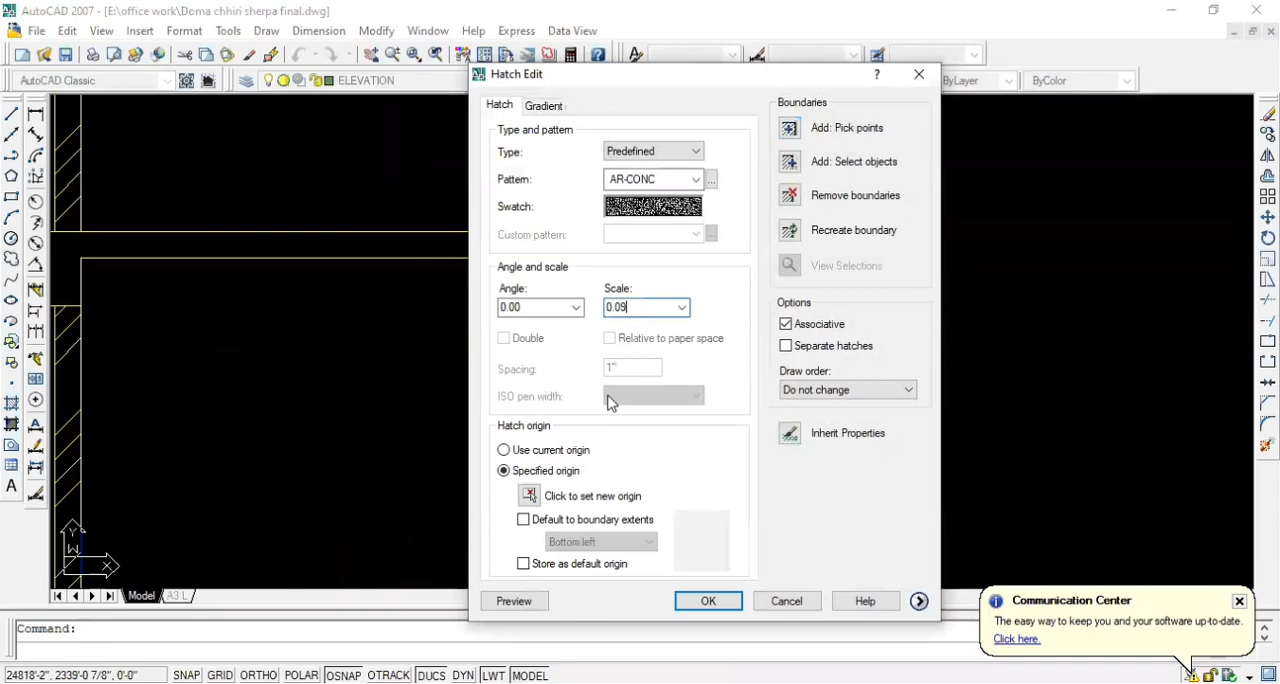 AutoCAD 2007 - [E:\office work\Doma chhiri sherpa final.dwg]
File Edit View Insert Format Tools Draw Dimension Modify Window Help Express Data View
AutoCAD Classic ELEVATION ByLayer ByColor
Hatch Edit ?
Hatch Gradient
Type and pattern
Type: Predefined
Pattern: AR-CONC ...
Swatch:
Custom pattern: ...
Angle and scale
Angle: Scale:
0.00 0.09
Double Relative to paper space
Spacing: 1"
ISO pen width:
Hatch origin
Use current origin
Specified origin
Click to set new origin
Default to boundary extents
Bottom left
Store as default origin
Boundaries
Add: Pick points
Add: Select objects
Remove boundaries
Recreate boundary
View Selections
Options
Associative
Separate hatches
Draw order:
Do not change
Inherit Properties
Preview OK Cancel Help
Y
W
X
Model A3 L
Communication Center
The easy way to keep you and your software up-to-date.
Click here.
Command:
24818'-2", 2339'-0 7/8", 0'-0" SNAP GRID ORTHO POLAR OSNAP OTRACK DUCS DYN LWT MODEL